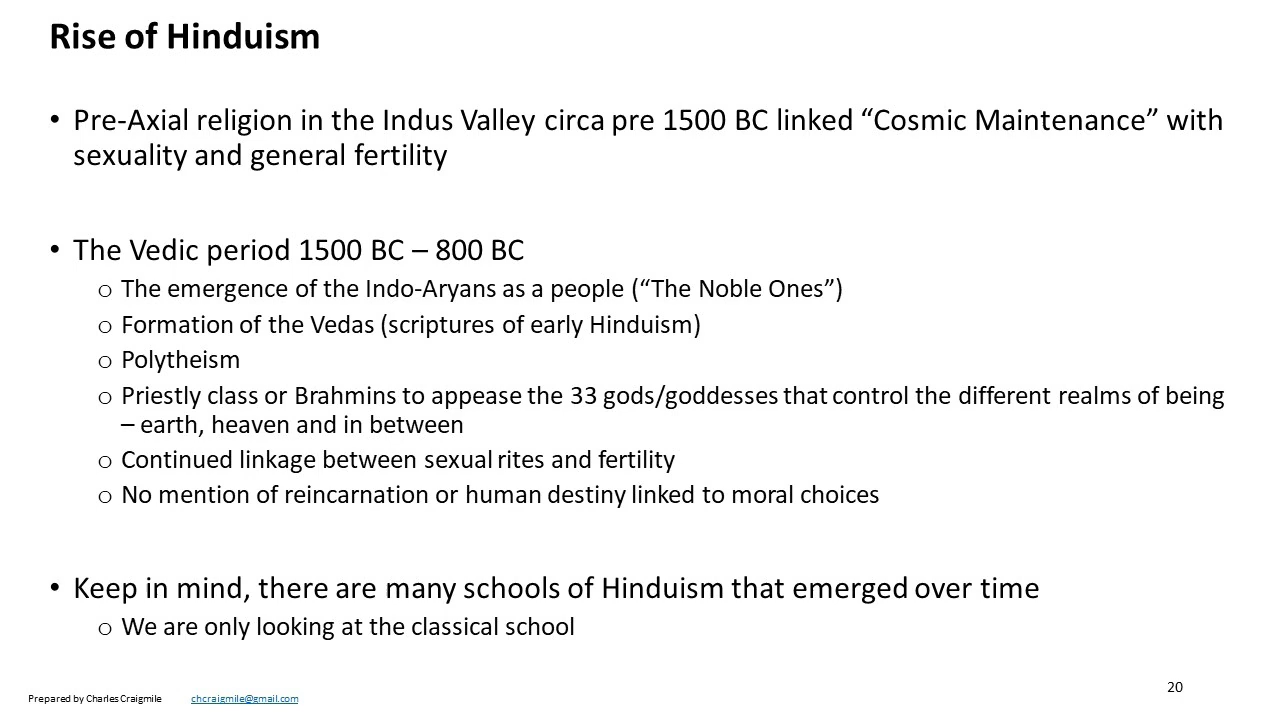 Rise of Hinduism
• Pre-Axial religion in the Indus Valley circa pre 1500 BC linked “Cosmic Maintenance” with
sexuality and general fertility
• The Vedic period 1500 BC – 800 BC
o The emergence of the Indo-Aryans as a people (“The Noble Ones”)
o Formation of the Vedas (scriptures of early Hinduism)
o Polytheism
o Priestly class or Brahmins to appease the 33 gods/goddesses that control the different realms of being
– earth, heaven and in between
o Continued linkage between sexual rites and fertility
o No mention of reincarnation or human destiny linked to moral choices
• Keep in mind, there are many schools of Hinduism that emerged over time
o We are only looking at the classical school
Prepared by Charles Craigmile chcraigmile@gmail.com
20